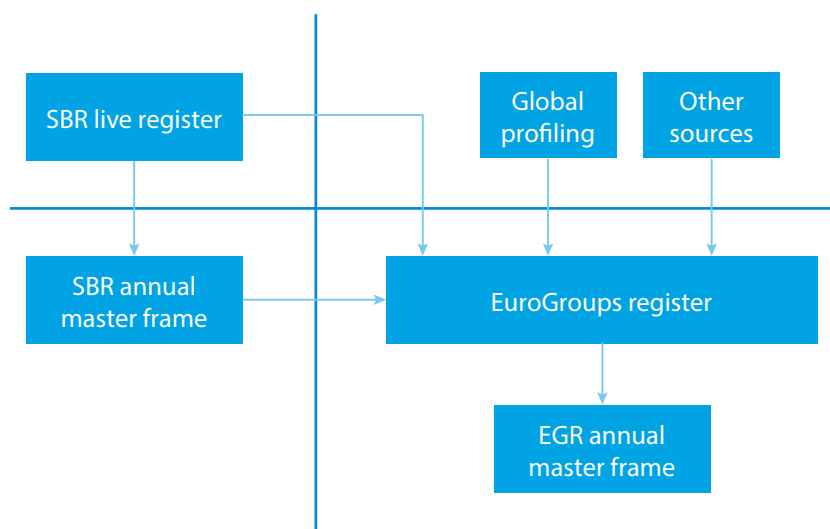 SBR live register
Global
profiling
Other
sources
SBR annual
master frame
EuroGroups register
EGR annual
master frame